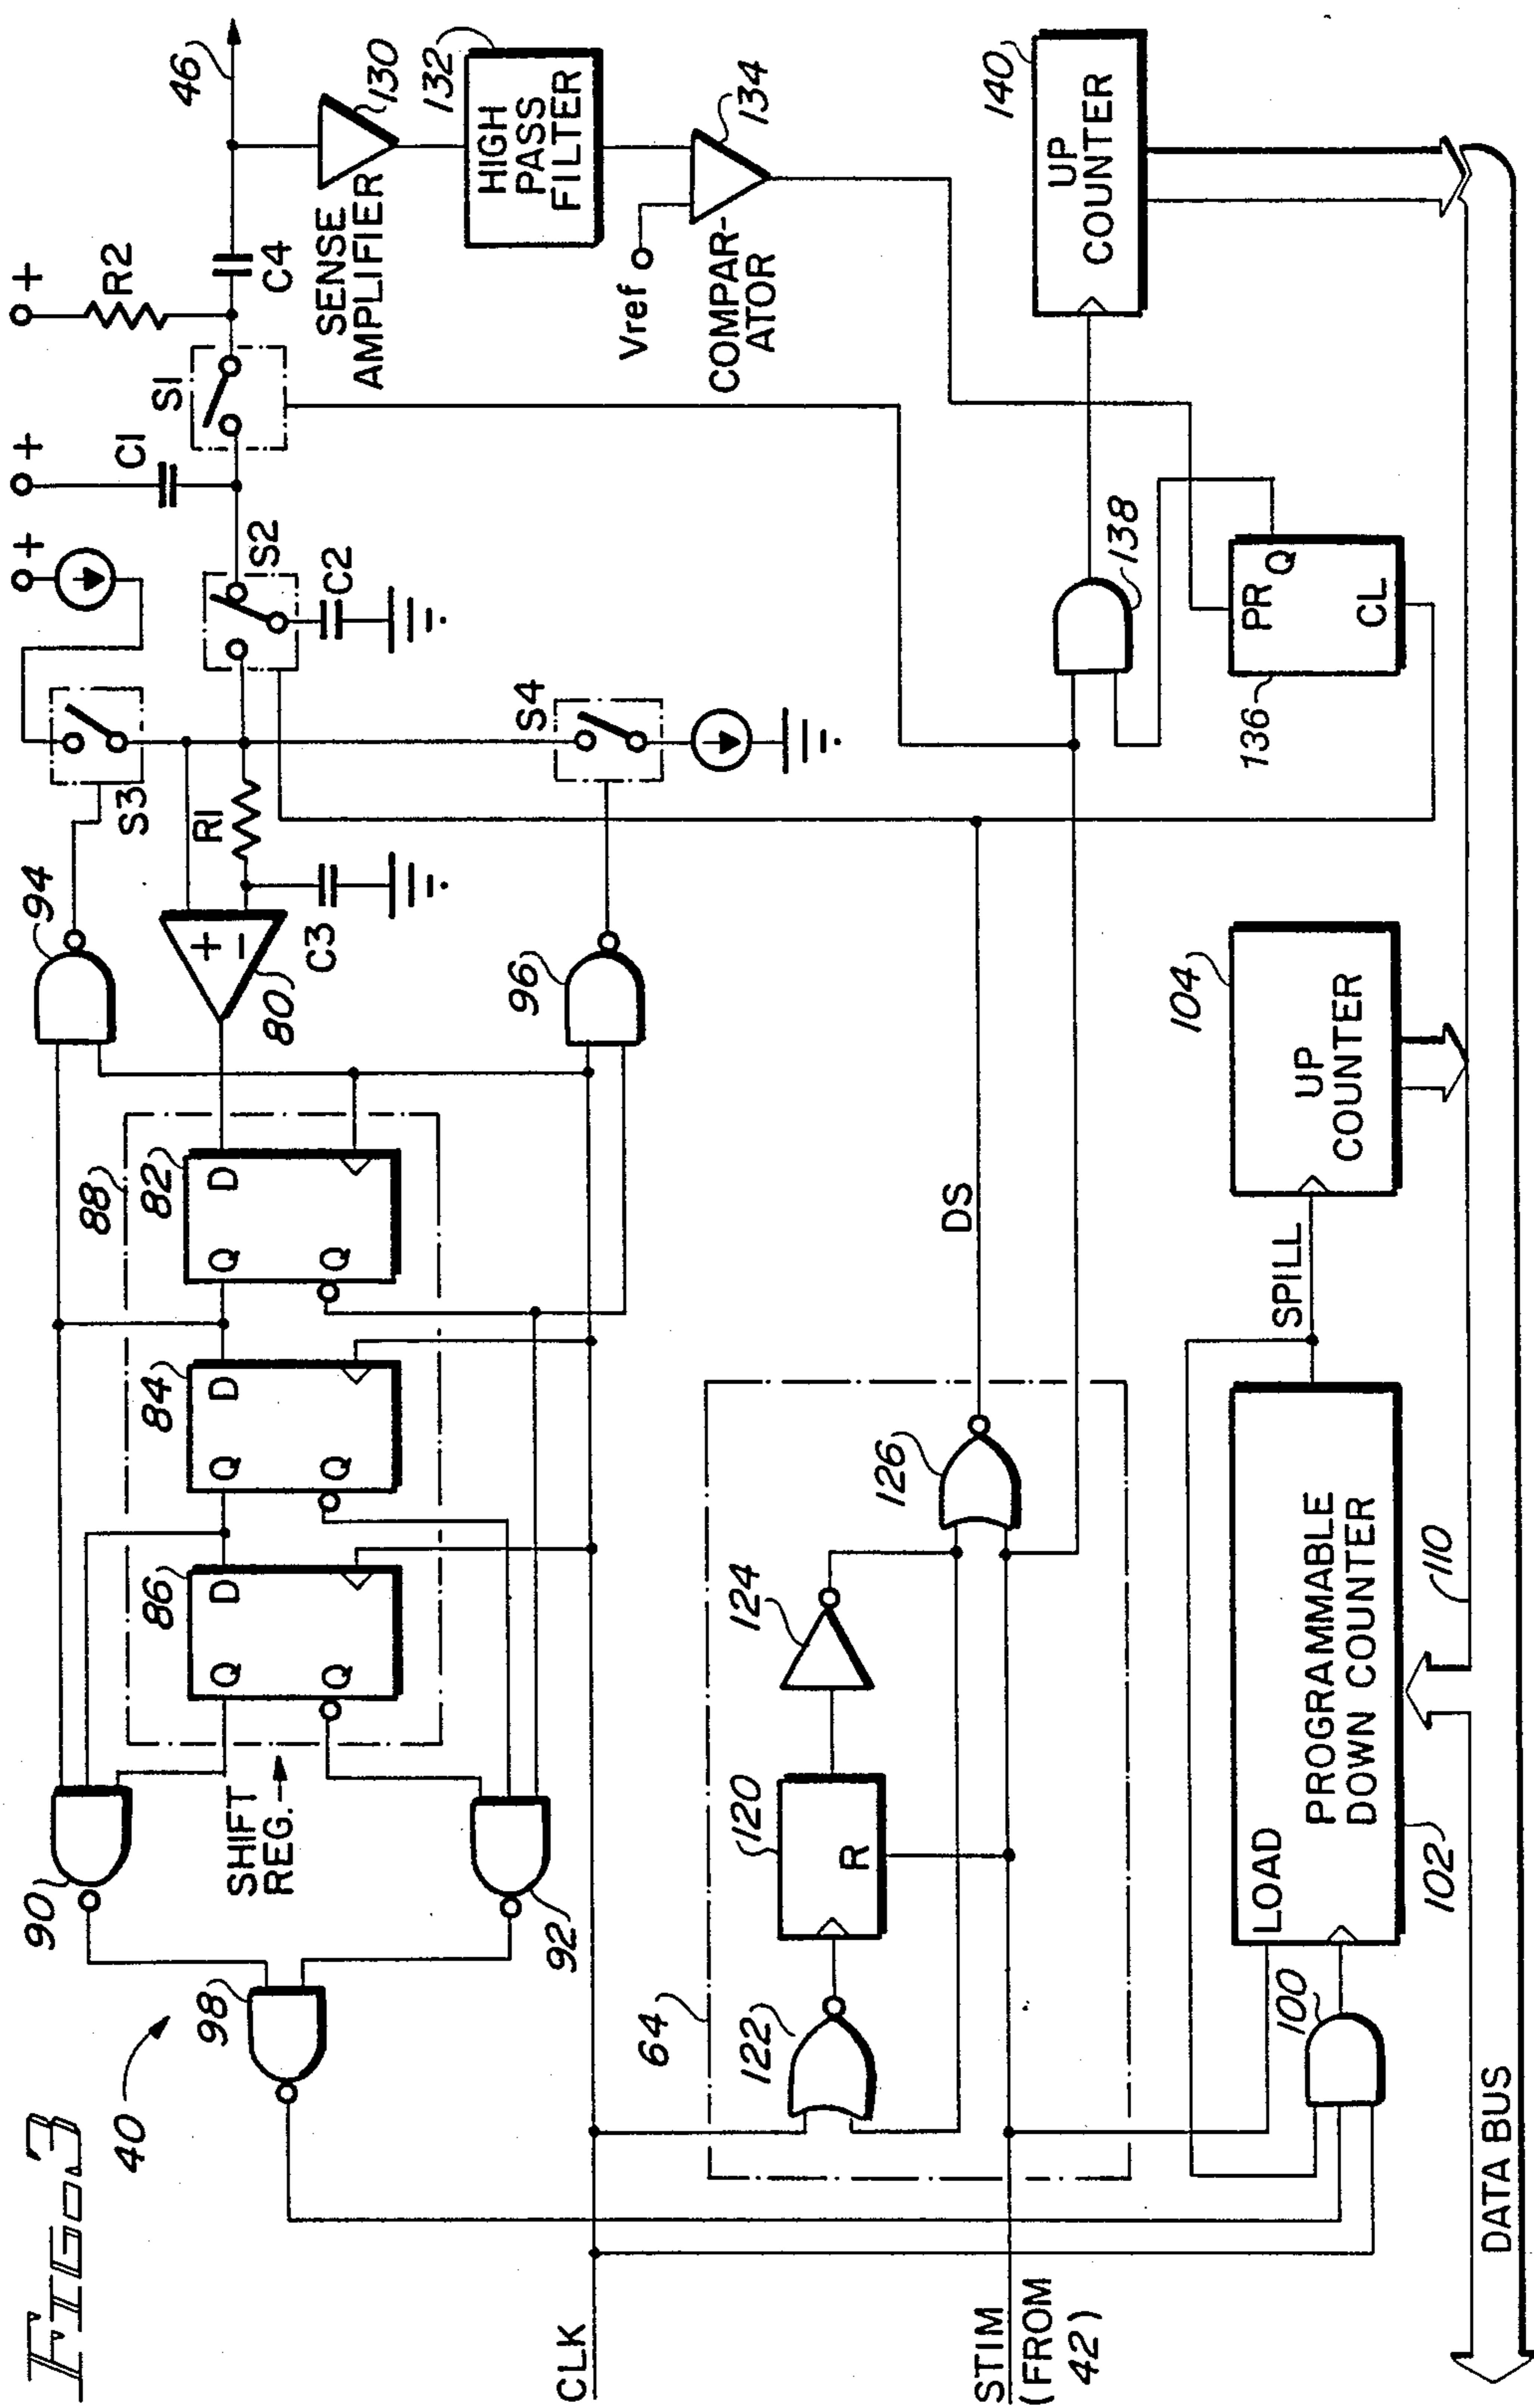 FIG. 3
40
98
90
92
SHIFT
REG.
88
86
D
Q
Q
84
D
Q
Q
82
D
Q
Q
94
96
80
+
−
R1
C3
S3
S4
+
S2
C2
+
C1
S1
+
R2
C4
46
SENSE
AMPLIFIER
130
HIGH
PASS
FILTER
132
Vref
COMPAR-
ATOR
134
CLK
64
122
120
R
124
126
DS
STIM
(FROM
42)
138
136
PR
Q
CL
UP
COUNTER
140
100
LOAD
PROGRAMMABLE
DOWN COUNTER
102
110
SPILL
UP
COUNTER
104
DATA BUS